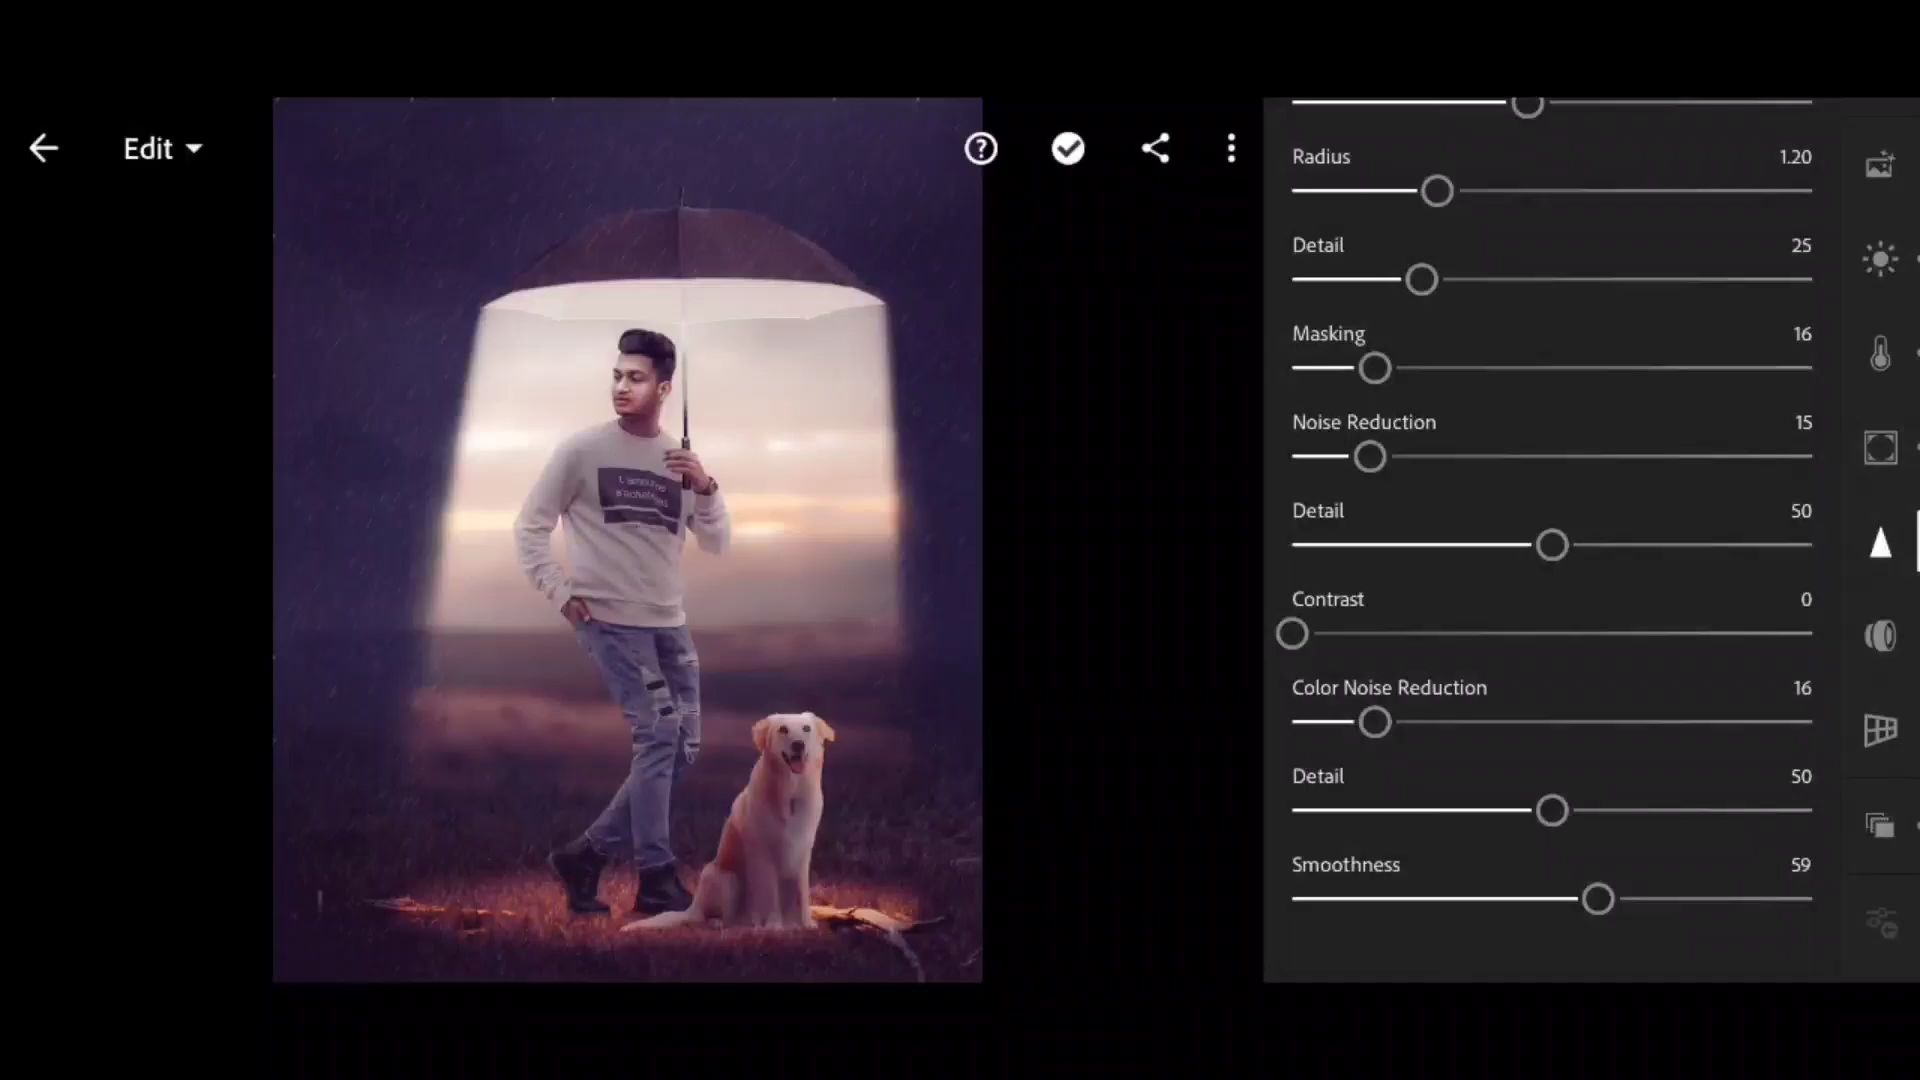 Edit
Radius 1.20
Detail 25
Masking 16
Noise Reduction 15
Detail 50
Contrast 0
Color Noise Reduction 16
Detail 50
Smoothness 59